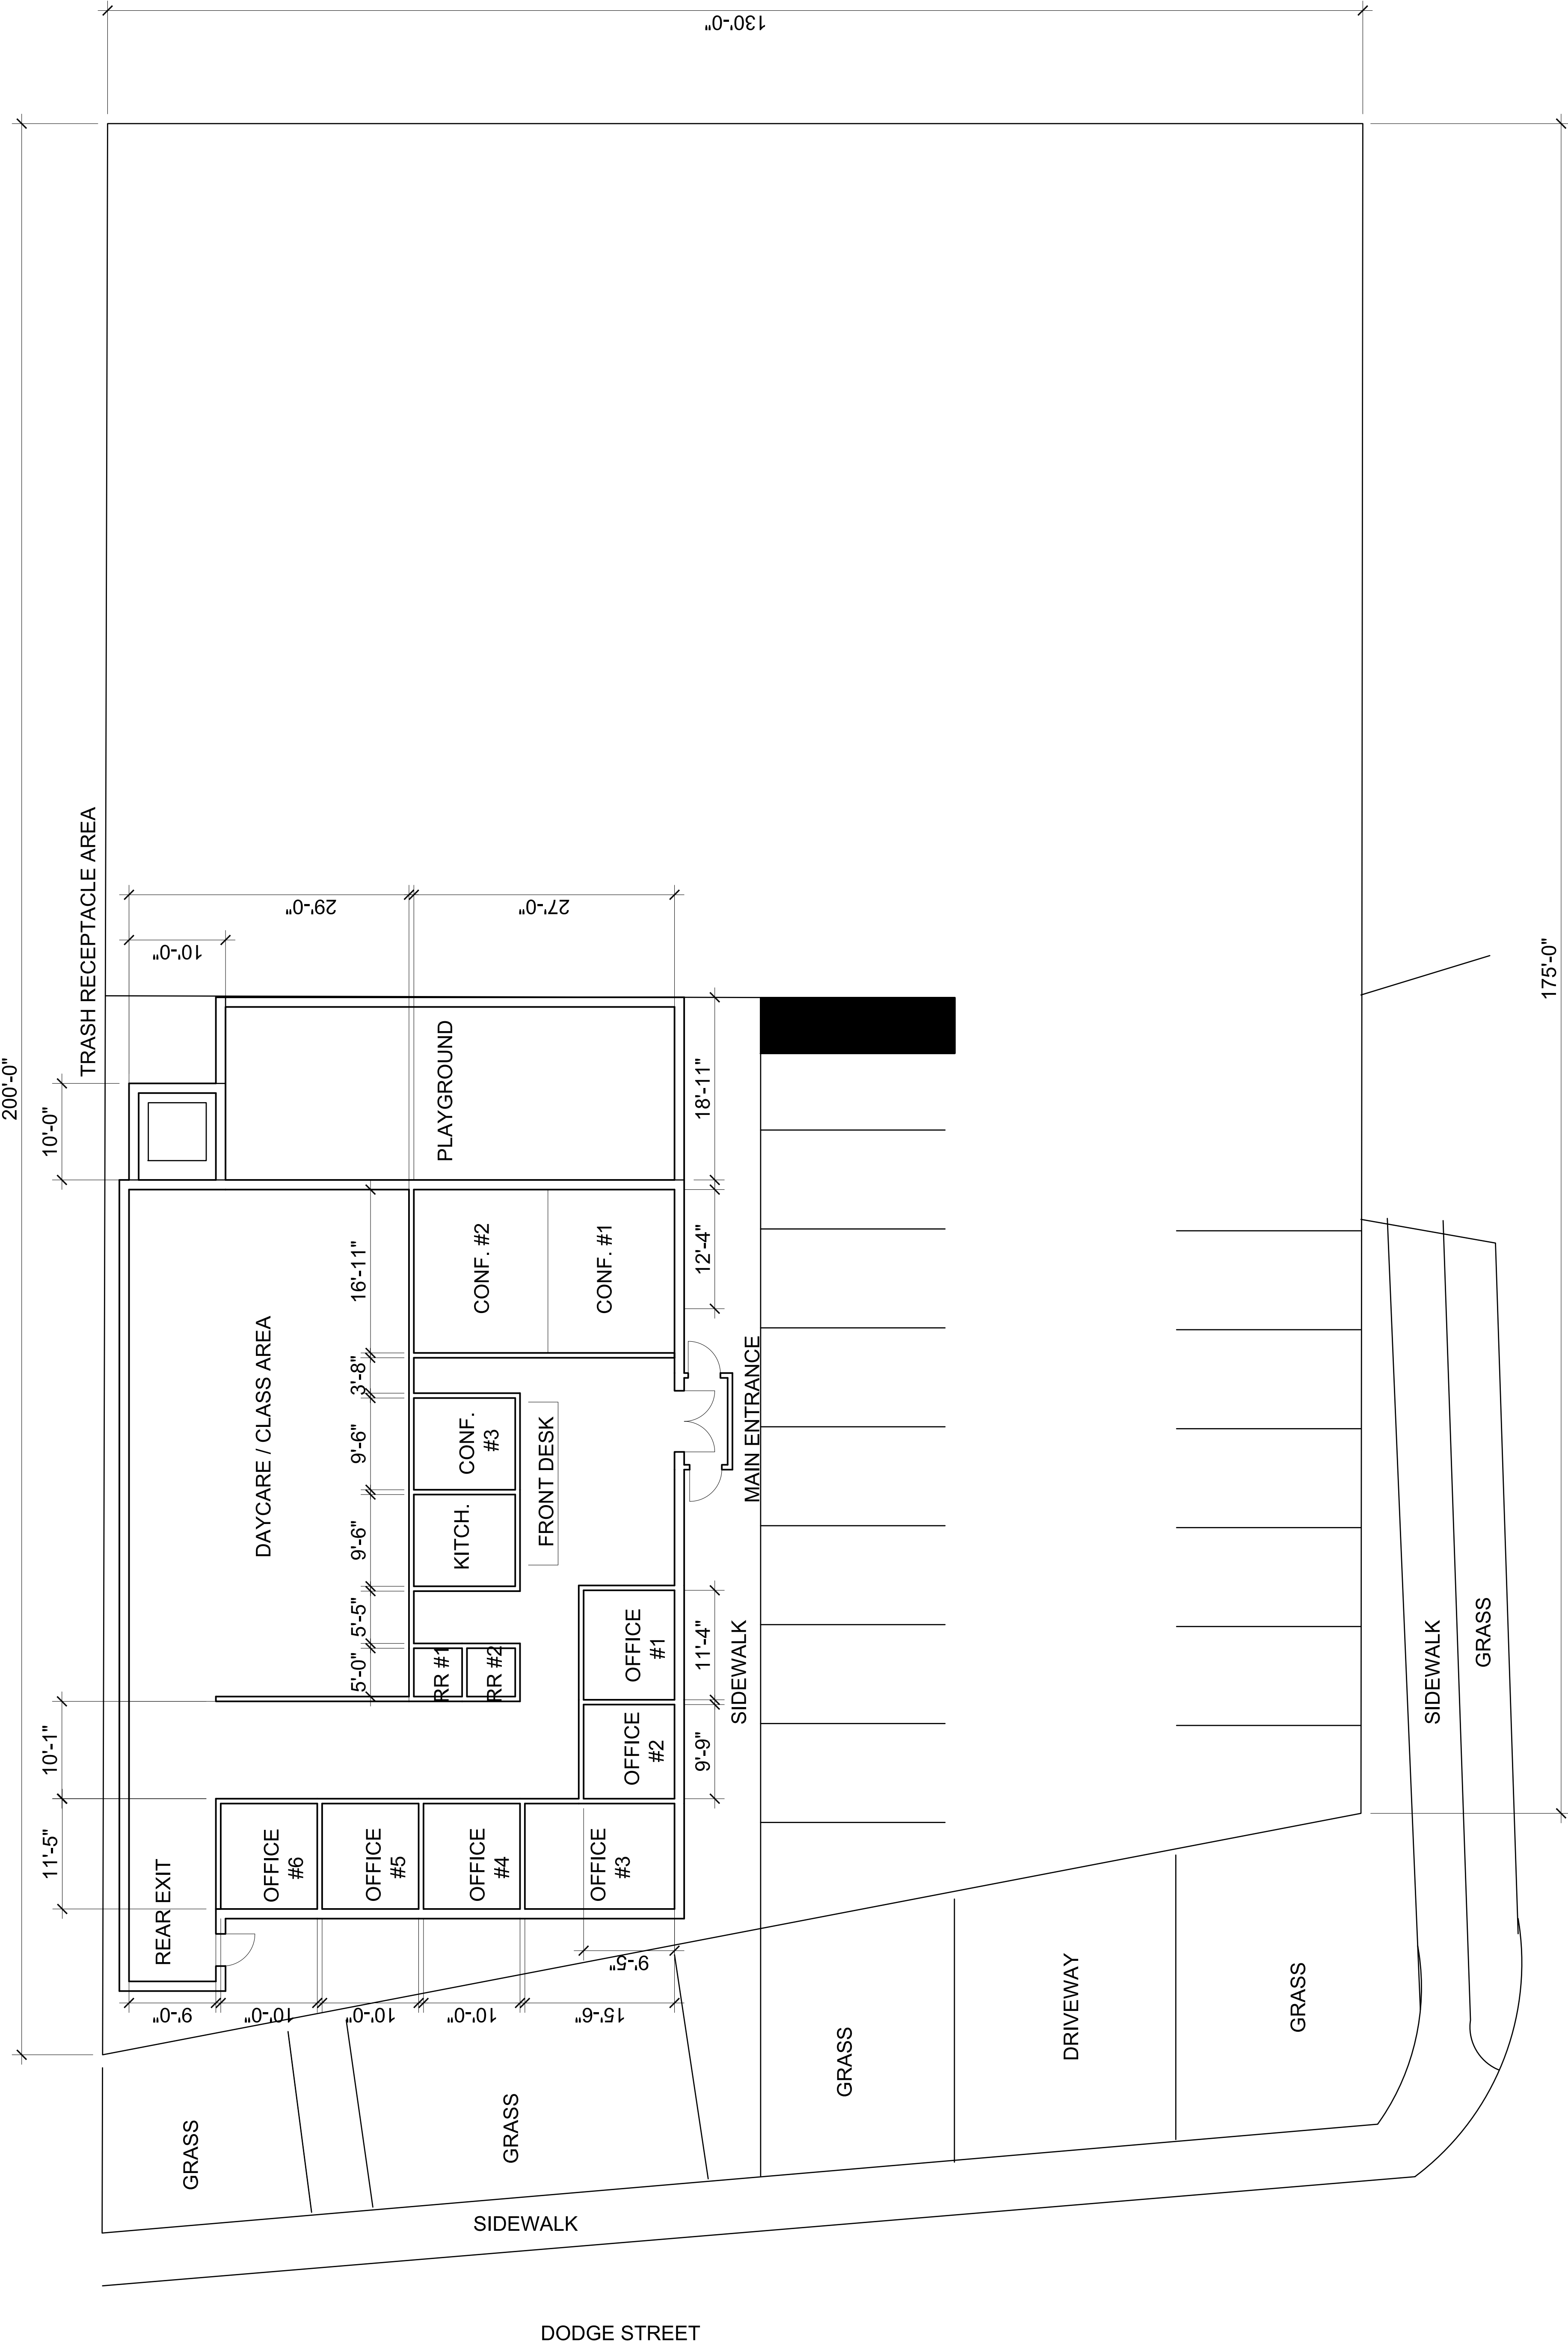 130'-0"
TRASH RECEPTACLE AREA
29'-0"
27'-0"
10'-0"
175'-0"
200'-0"
10'-0"
PLAYGROUND
18'-11"
16'-11"
CONF. #2
CONF. #1
12'-4"
DAYCARE / CLASS AREA
3'-8"
MAIN ENTRANCE
9'-6"
CONF.
#3
FRONT DESK
9'-6"
KITCH.
5'-5"
5'-0"
RR #1
RR #2
OFFICE
#1
11'-4"
SIDEWALK
SIDEWALK
GRASS
10'-1"
OFFICE
#2
9'-9"
11'-5"
REAR EXIT
OFFICE
#6
OFFICE
#5
OFFICE
#4
OFFICE
#3
9'-5"
9'-0"
10'-0"
10'-0"
10'-0"
15'-6"
GRASS
DRIVEWAY
GRASS
GRASS
GRASS
SIDEWALK
DODGE STREET